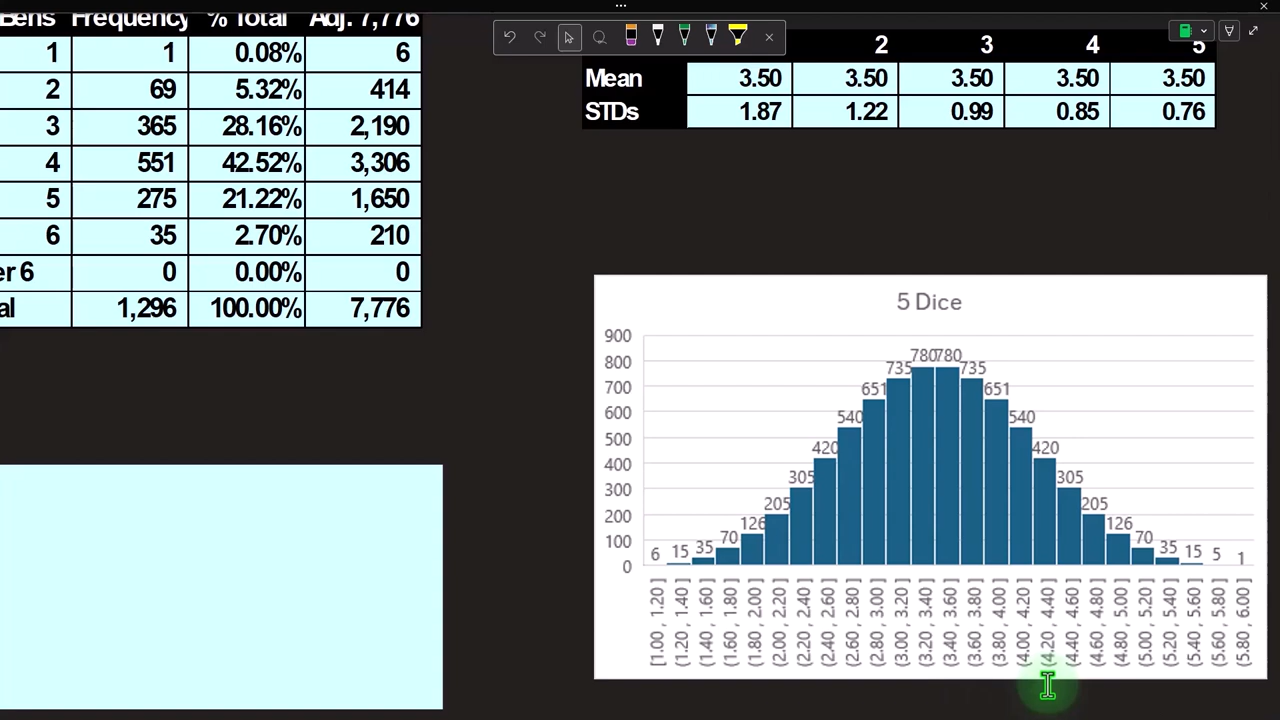 Bens Frequency % Total Adj. 7,776
1 1 0.08% 6
2 69 5.32% 414
3 365 28.16% 2,190
4 551 42.52% 3,306
5 275 21.22% 1,650
6 35 2.70% 210
er 6 0 0.00% 0
al 1,296 100.00% 7,776
2 3 4 5
Mean 3.50 3.50 3.50 3.50 3.50
STDs 1.87 1.22 0.99 0.85 0.76
5 Dice
900
800
700
600
500
400
300
200
100
0
6 15 35 70 126 205 305 420 540 651 735 780 780 735 651 540 420 305 205 126 70 35 15 5 1
[1.00 , 1.20 ]
(1.20 , 1.40 ]
(1.40 , 1.60 ]
(1.60 , 1.80 ]
(1.80 , 2.00 ]
(2.00 , 2.20 ]
(2.20 , 2.40 ]
(2.40 , 2.60 ]
(2.60 , 2.80 ]
(2.80 , 3.00 ]
(3.00 , 3.20 ]
(3.20 , 3.40 ]
(3.40 , 3.60 ]
(3.60 , 3.80 ]
(3.80 , 4.00 ]
(4.00 , 4.20 ]
(4.20 , 4.40 ]
(4.40 , 4.60 ]
(4.60 , 4.80 ]
(4.80 , 5.00 ]
(5.00 , 5.20 ]
(5.20 , 5.40 ]
(5.40 , 5.60 ]
(5.60 , 5.80 ]
(5.80 , 6.00 ]